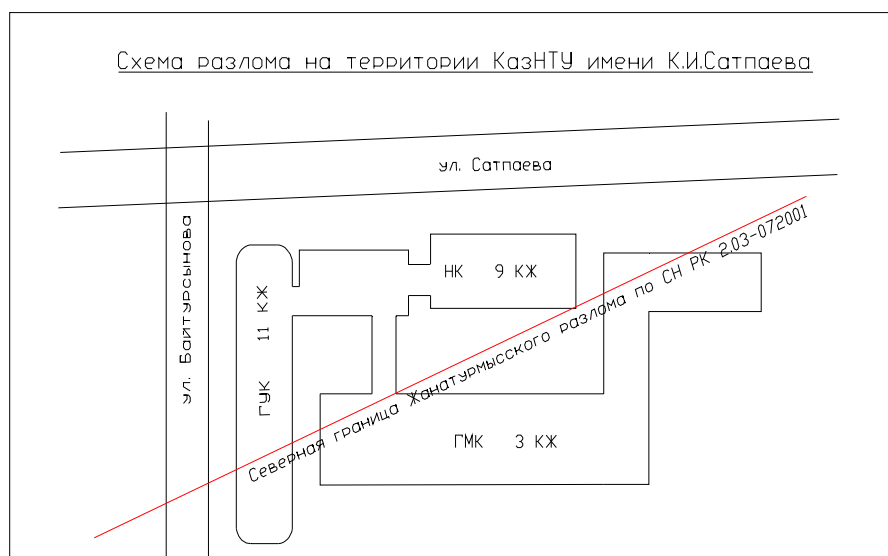 Схема разлома на территории КазНТУ имени К.И.Сатпаева
ул. Сатпаева
ул. Байтурсынова
ГУК 11 КЖ
НК 9 КЖ
Северная граница Жанатурмысского разлома по СН РК 2.03-072001
ГМК 3 КЖ